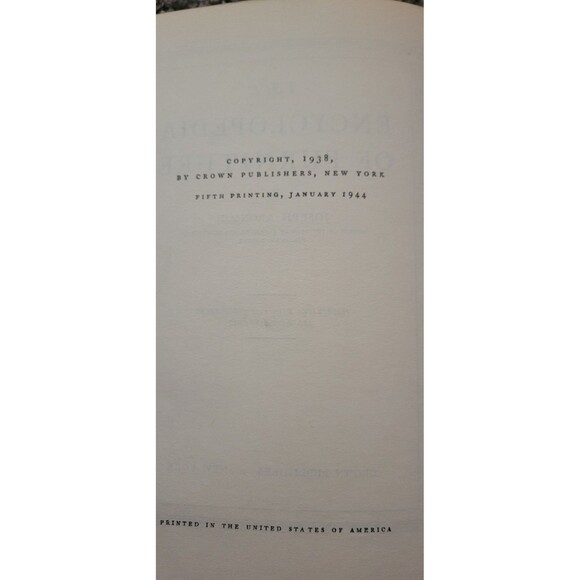 COPYRIGHT, 1938,
BY CROWN PUBLISHERS, NEW YORK
FIFTH PRINTING, JANUARY 1944
PRINTED IN THE UNITED STATES OF AMERICA